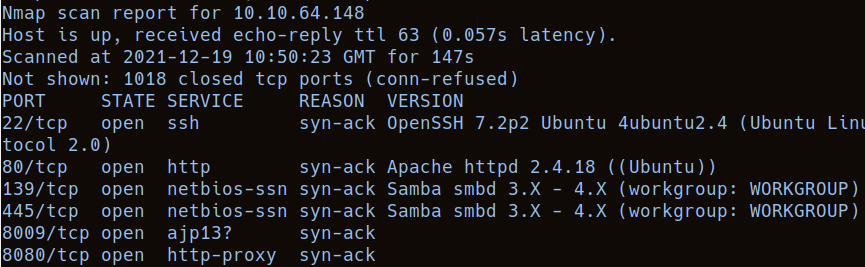 Nmap scan report for 10.10.64.148
Host is up, received echo-reply ttl 63 (0.057s latency).
Scanned at 2021-12-19 10:50:23 GMT for 147s
Not shown: 1018 closed tcp ports (conn-refused)
PORT     STATE SERVICE     REASON  VERSION
22/tcp   open  ssh         syn-ack OpenSSH 7.2p2 Ubuntu 4ubuntu2.4 (Ubuntu Linu
tocol 2.0)
80/tcp   open  http        syn-ack Apache httpd 2.4.18 ((Ubuntu))
139/tcp  open  netbios-ssn syn-ack Samba smbd 3.X - 4.X (workgroup: WORKGROUP)
445/tcp  open  netbios-ssn syn-ack Samba smbd 3.X - 4.X (workgroup: WORKGROUP)
8009/tcp open  ajp13?      syn-ack
8080/tcp open  http-proxy  syn-ack